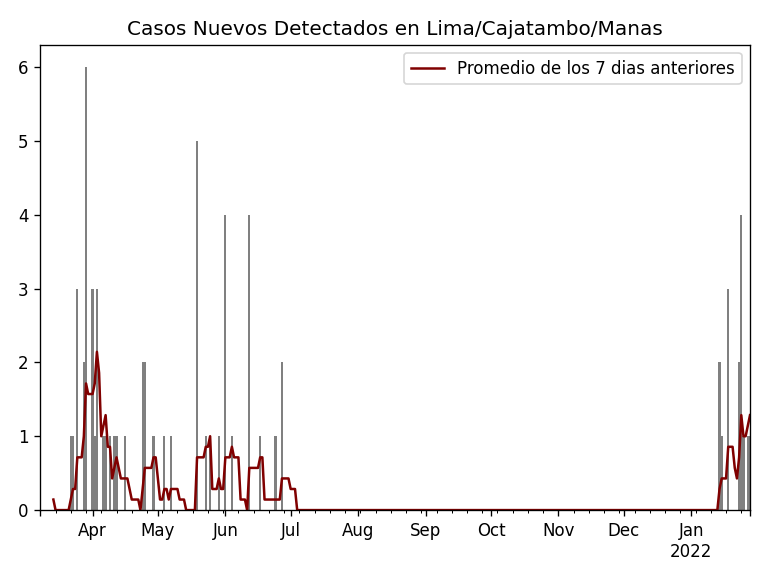 Casos Nuevos Detectados en Lima/Cajatambo/Manas
Promedio de los 7 dias anteriores
6
5
4
3
2
1
0
Apr May Jun Jul Aug Sep Oct Nov Dec Jan
2022